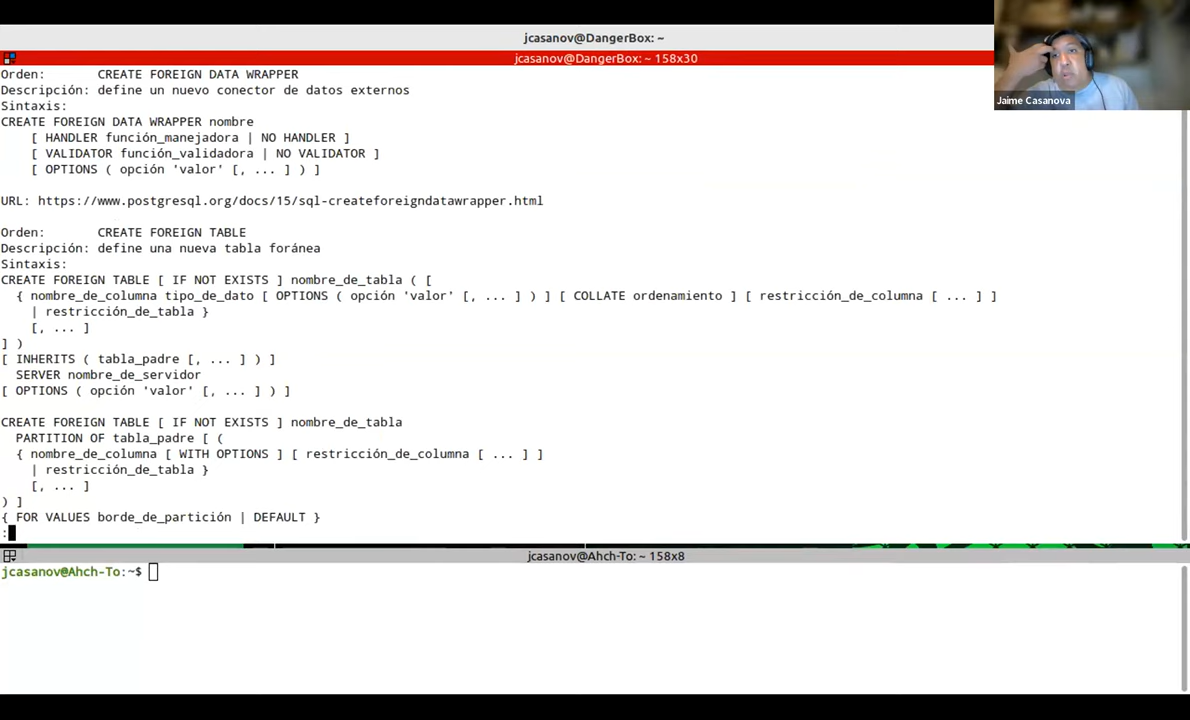 jcasanov@DangerBox: ~
jcasanov@DangerBox: ~ 158x30
Orden:       CREATE FOREIGN DATA WRAPPER
Descripción: define un nuevo conector de datos externos
Sintaxis:
CREATE FOREIGN DATA WRAPPER nombre
    [ HANDLER función_manejadora | NO HANDLER ]
    [ VALIDATOR función_validadora | NO VALIDATOR ]
    [ OPTIONS ( opción 'valor' [, ... ] ) ]
URL: https://www.postgresql.org/docs/15/sql-createforeigndatawrapper.html
Orden:       CREATE FOREIGN TABLE
Descripción: define una nueva tabla foránea
Sintaxis:
CREATE FOREIGN TABLE [ IF NOT EXISTS ] nombre_de_tabla ( [
  { nombre_de_columna tipo_de_dato [ OPTIONS ( opción 'valor' [, ... ] ) ] [ COLLATE ordenamiento ] [ restricción_de_columna [ ... ] ]
    | restricción_de_tabla }
    [, ... ]
] )
[ INHERITS ( tabla_padre [, ... ] ) ]
  SERVER nombre_de_servidor
[ OPTIONS ( opción 'valor' [, ... ] ) ]
CREATE FOREIGN TABLE [ IF NOT EXISTS ] nombre_de_tabla
  PARTITION OF tabla_padre [ (
  { nombre_de_columna [ WITH OPTIONS ] [ restricción_de_columna [ ... ] ]
    | restricción_de_tabla }
    [, ... ]
) ]
{ FOR VALUES borde_de_partición | DEFAULT }
:
jcasanov@Ahch-To: ~ 158x8
jcasanov@Ahch-To:~$
Jaime Casanova